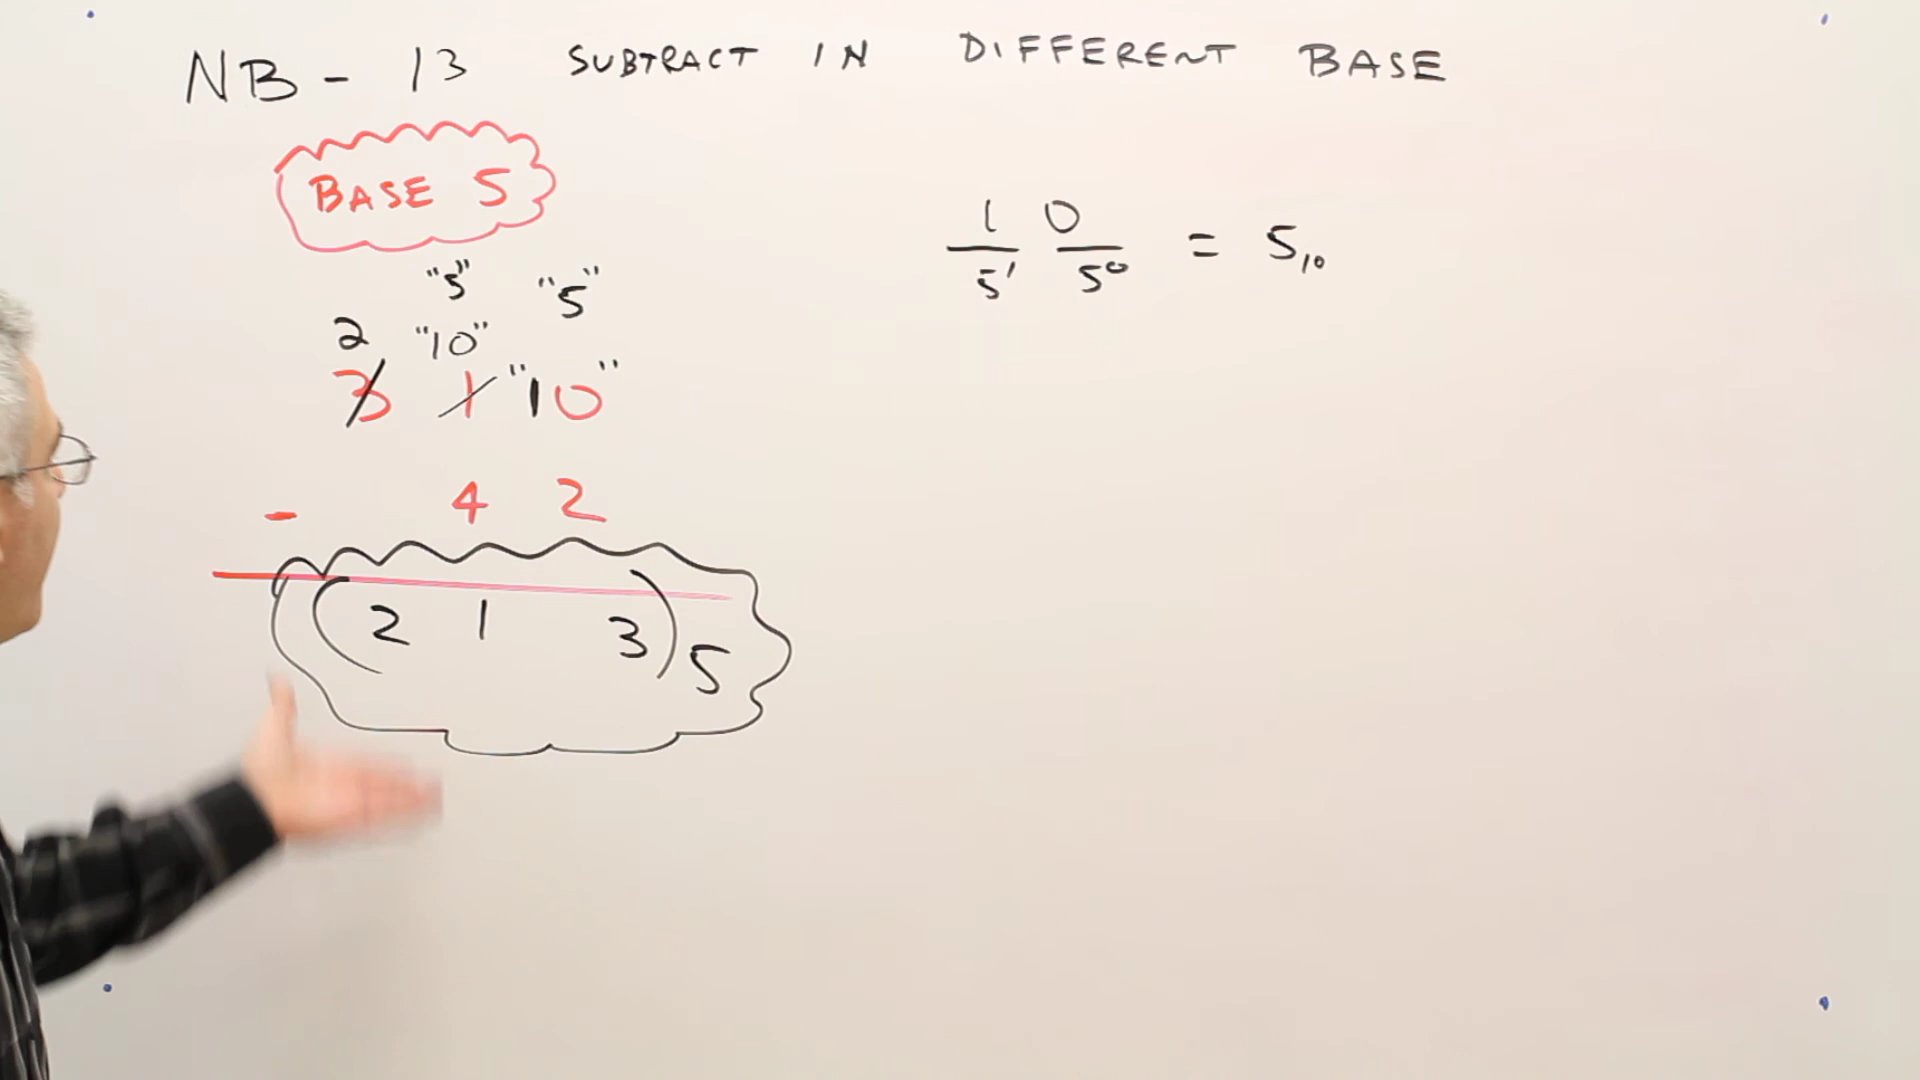 NB - 13 SUBTRACT IN DIFFERENT BASE
BASE 5
1 0
5¹ 5⁰ = 5₁₀
"5" "5"
2 "10"
3 1 "10"
- 4 2
(2 1 3)5